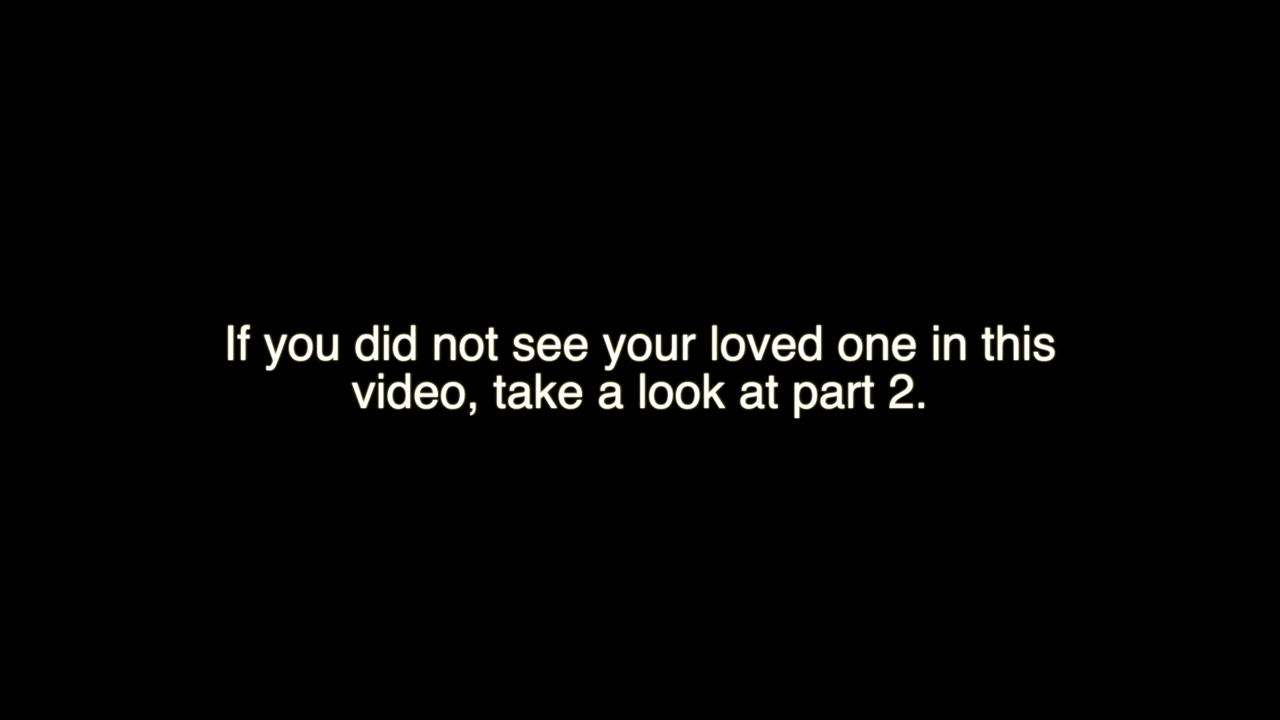 If you did not see your loved one in this
video, take a look at part 2.